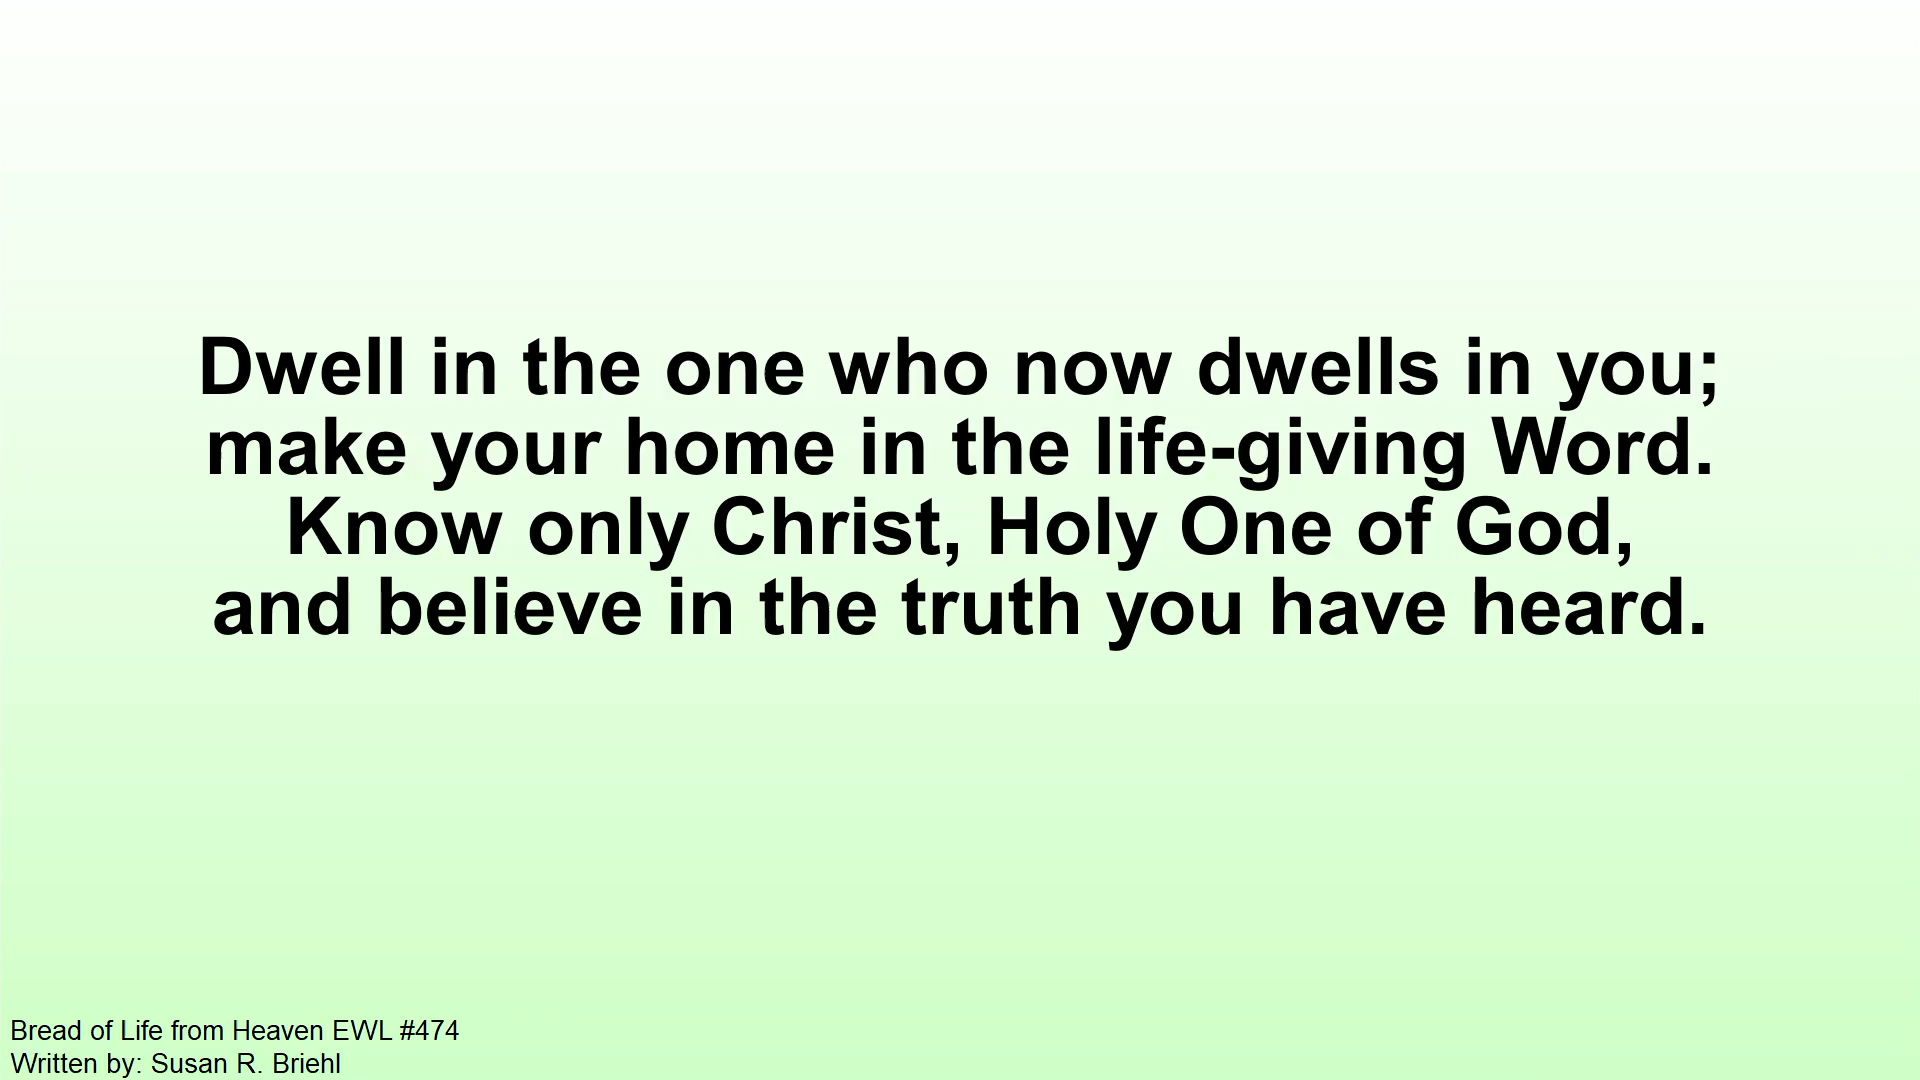 Dwell in the one who now dwells in you;
make your home in the life-giving Word.
Know only Christ, Holy One of God,
and believe in the truth you have heard.
Bread of Life from Heaven EWL #474
Written by: Susan R. Briehl